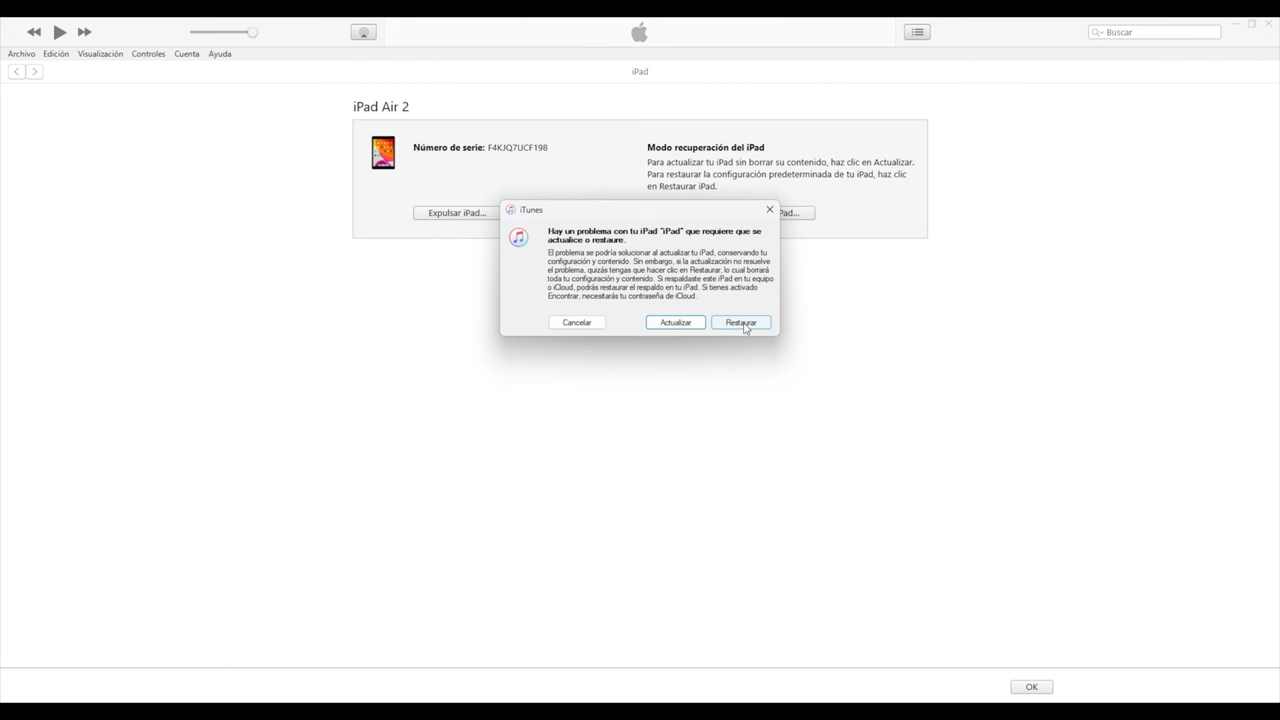 Buscar
Archivo Edición Visualización Controles Cuenta Ayuda
iPad
iPad Air 2
Número de serie: F4KJQ7UCF198
Modo recuperación del iPad
Para actualizar tu iPad sin borrar su contenido, haz clic en Actualizar.
Para restaurar la configuración predeterminada de tu iPad, haz clic
en Restaurar iPad.
Expulsar iPad...
Pad...
iTunes
Hay un problema con tu iPad "iPad" que requiere que se
actualice o restaure.
El problema se podría solucionar al actualizar tu iPad, conservando tu
configuración y contenido. Sin embargo, si la actualización no resuelve
el problema, quizás tengas que hacer clic en Restaurar, lo cual borrará
toda tu configuración y contenido. Si respaldaste este iPad en tu equipo
o iCloud, podrás restaurar el respaldo en tu iPad. Si tienes activado
Encontrar, necesitarás tu contraseña de iCloud.
Cancelar Actualizar Restaurar
OK